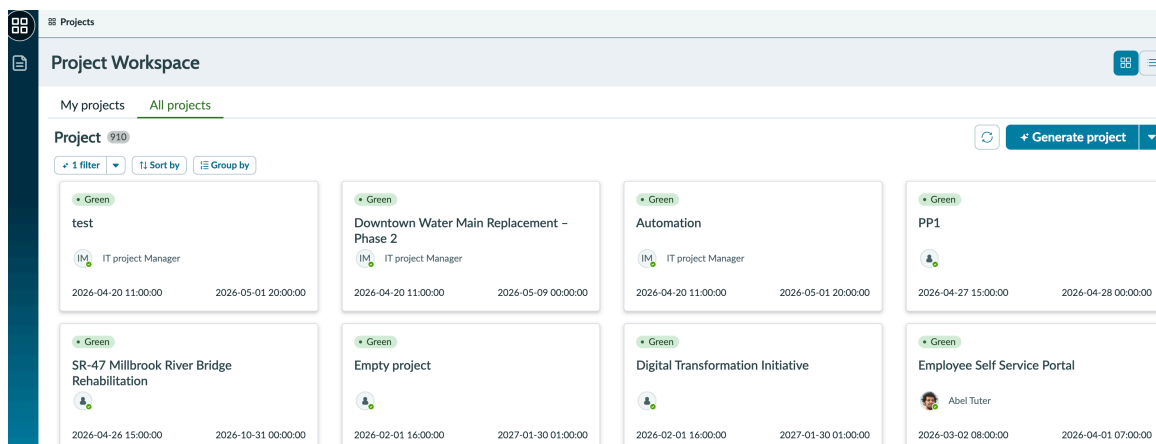 Projects
Project Workspace
My projects All projects
Project 910
Generate project
1 filter Sort by Group by
Green
test
IM IT project Manager
2026-04-20 11:00:00 2026-05-01 20:00:00
Green
Downtown Water Main Replacement –
Phase 2
IM IT project Manager
2026-04-20 11:00:00 2026-05-09 00:00:00
Green
Automation
IM IT project Manager
2026-04-20 11:00:00 2026-05-01 20:00:00
Green
PP1
2026-04-27 15:00:00 2026-04-28 00:00:00
Green
SR-47 Millbrook River Bridge
Rehabilitation
2026-04-26 15:00:00 2026-10-31 00:00:00
Green
Empty project
2026-02-01 16:00:00 2027-01-30 01:00:00
Green
Digital Transformation Initiative
2026-02-01 16:00:00 2027-01-30 01:00:00
Green
Employee Self Service Portal
Abel Tuter
2026-03-02 08:00:00 2026-04-01 07:00:00